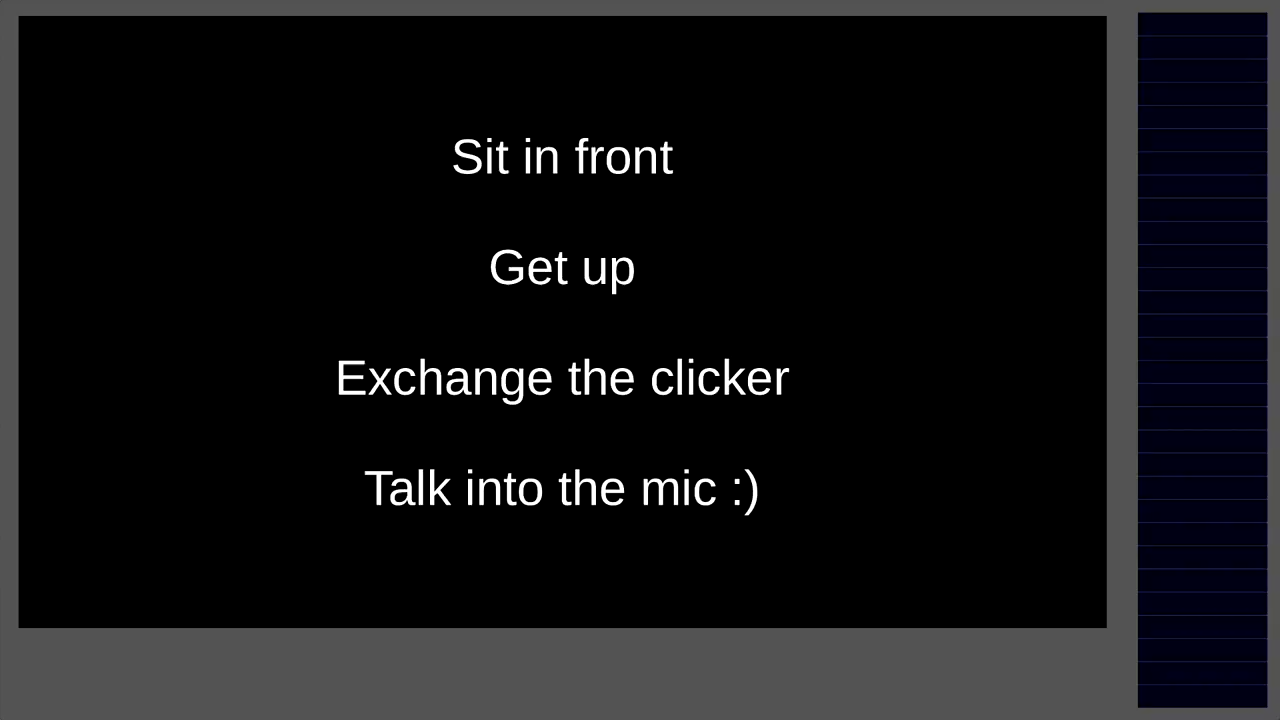 Sit in front
Get up
Exchange the clicker
Talk into the mic :)